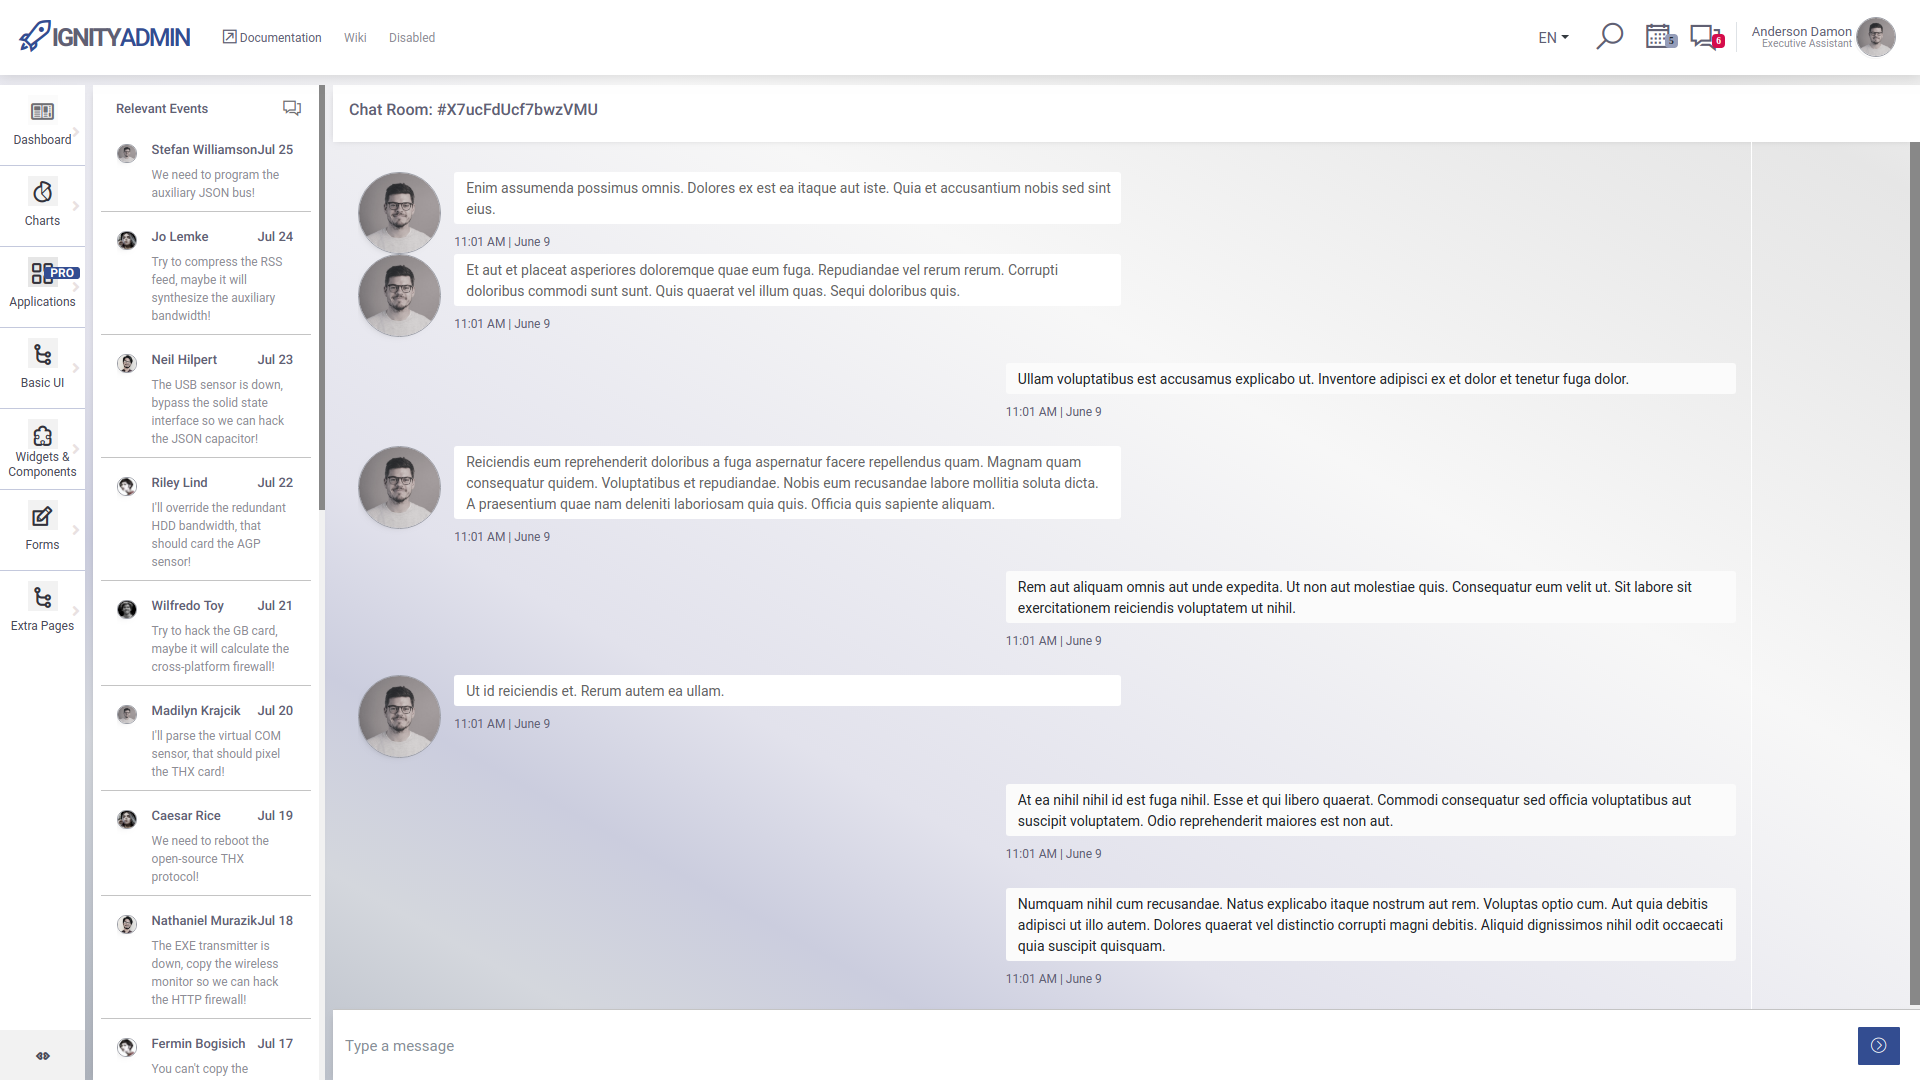 IGNITYADMIN
Documentation
Wiki
Disabled
EN
5
6
Anderson Damon
Executive Assistant
Dashboard
Charts
PRO
Applications
Basic UI
Widgets &
Components
Forms
Extra Pages
Relevant Events
Stefan Williamson Jul 25
We need to program the
auxiliary JSON bus!
Jo Lemke Jul 24
Try to compress the RSS
feed, maybe it will
synthesize the auxiliary
bandwidth!
Neil Hilpert Jul 23
The USB sensor is down,
bypass the solid state
interface so we can hack
the JSON capacitor!
Riley Lind Jul 22
I'll override the redundant
HDD bandwidth, that
should card the AGP
sensor!
Wilfredo Toy Jul 21
Try to hack the GB card,
maybe it will calculate the
cross-platform firewall!
Madilyn Krajcik Jul 20
I'll parse the virtual COM
sensor, that should pixel
the THX card!
Caesar Rice Jul 19
We need to reboot the
open-source THX
protocol!
Nathaniel Murazik Jul 18
The EXE transmitter is
down, copy the wireless
monitor so we can hack
the HTTP firewall!
Fermin Bogisich Jul 17
You can't copy the
Chat Room: #X7ucFdUcf7bwzVMU
Enim assumenda possimus omnis. Dolores ex est ea itaque aut iste. Quia et accusantium nobis sed sint
eius.
11:01 AM | June 9
Et aut et placeat asperiores doloremque quae eum fuga. Repudiandae vel rerum rerum. Corrupti
doloribus commodi sunt sunt. Quis quaerat vel illum quas. Sequi doloribus quis.
11:01 AM | June 9
Ullam voluptatibus est accusamus explicabo ut. Inventore adipisci ex et dolor et tenetur fuga dolor.
11:01 AM | June 9
Reiciendis eum reprehenderit doloribus a fuga aspernatur facere repellendus quam. Magnam quam
consequatur quidem. Voluptatibus et repudiandae. Nobis eum recusandae labore mollitia soluta dicta.
A praesentium quae nam deleniti laboriosam quia quis. Officia quis sapiente aliquam.
11:01 AM | June 9
Rem aut aliquam omnis aut unde expedita. Ut non aut molestiae quis. Consequatur eum velit ut. Sit labore sit
exercitationem reiciendis voluptatem ut nihil.
11:01 AM | June 9
Ut id reiciendis et. Rerum autem ea ullam.
11:01 AM | June 9
At ea nihil nihil id est fuga nihil. Esse et qui libero quaerat. Commodi consequatur sed officia voluptatibus aut
suscipit voluptatem. Odio reprehenderit maiores est non aut.
11:01 AM | June 9
Numquam nihil cum recusandae. Natus explicabo itaque nostrum aut rem. Voluptas optio cum. Aut quia debitis
adipisci ut illo autem. Dolores quaerat vel distinctio corrupti magni debitis. Aliquid dignissimos nihil odit occaecati
quia suscipit quisquam.
11:01 AM | June 9
Type a message